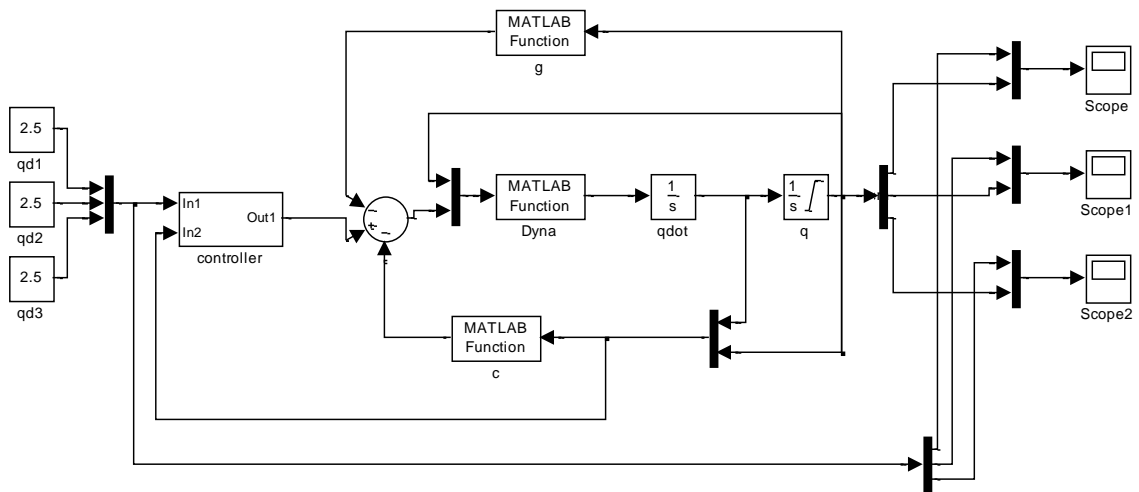 MATLAB
Function
g
Scope
2.5
qd1
2.5
qd2
2.5
qd3
In1
In2
Out1
controller
MATLAB
Function
Dyna
1
s
qdot
1
s
q
Scope1
MATLAB
Function
c
Scope2